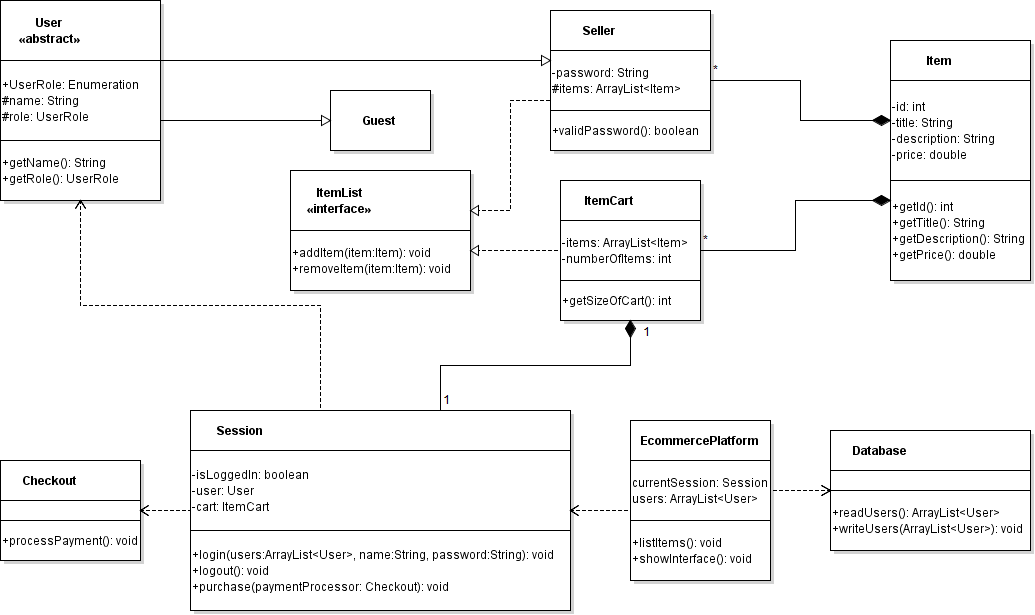 User
«abstract»
+UserRole: Enumeration
#name: String
#role: UserRole
+getName(): String
+getRole(): UserRole
Guest
Seller
-password: String
#items: ArrayList<Item>
+validPassword(): boolean
*
Item
-id: int
-title: String
-description: String
-price: double
+getId(): int
+getTitle(): String
+getDescription(): String
+getPrice(): double
ItemList
«interface»
+addItem(item:Item): void
+removeItem(item:Item): void
ItemCart
-items: ArrayList<Item>
-numberOfItems: int
+getSizeOfCart(): int
*
1
1
Session
-isLoggedIn: boolean
-user: User
-cart: ItemCart
+login(users:ArrayList<User>, name:String, password:String): void
+logout(): void
+purchase(paymentProcessor: Checkout): void
Checkout
+processPayment(): void
EcommercePlatform
currentSession: Session
users: ArrayList<User>
+listItems(): void
+showInterface(): void
Database
+readUsers(): ArrayList<User>
+writeUsers(ArrayList<User>): void